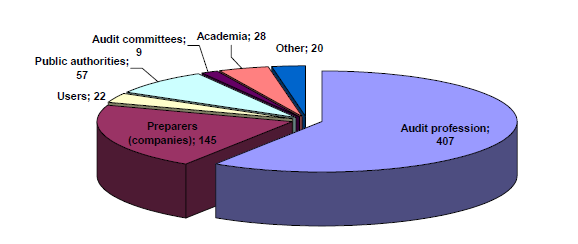 Audit committees;
9
Academia; 28
Other; 20
Public authorities;
57
Users; 22
Preparers
(companies); 145
Audit profession;
407